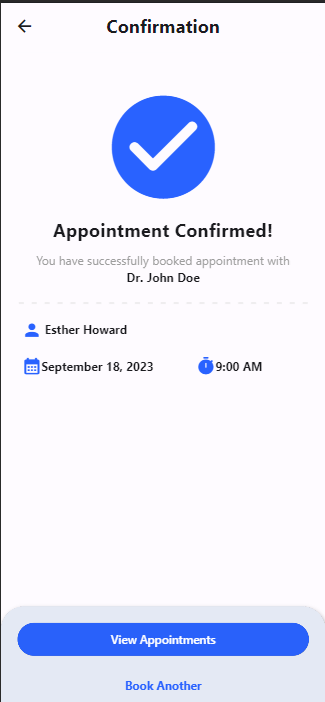 Confirmation
Appointment Confirmed!
You have successfully booked appointment with
Dr. John Doe
Esther Howard
September 18, 2023 9:00 AM
View Appointments
Book Another